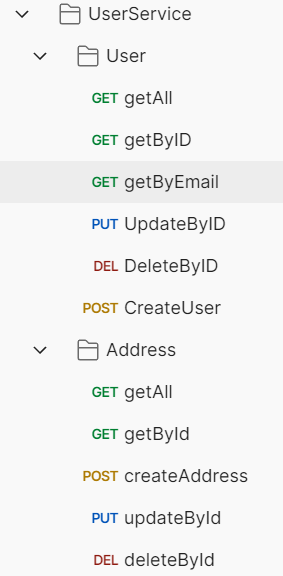 UserService
User
GET getAll
GET getByID
GET getByEmail
PUT UpdateByID
DEL DeleteByID
POST CreateUser
Address
GET getAll
GET getById
POST createAddress
PUT updateById
DEL deleteById